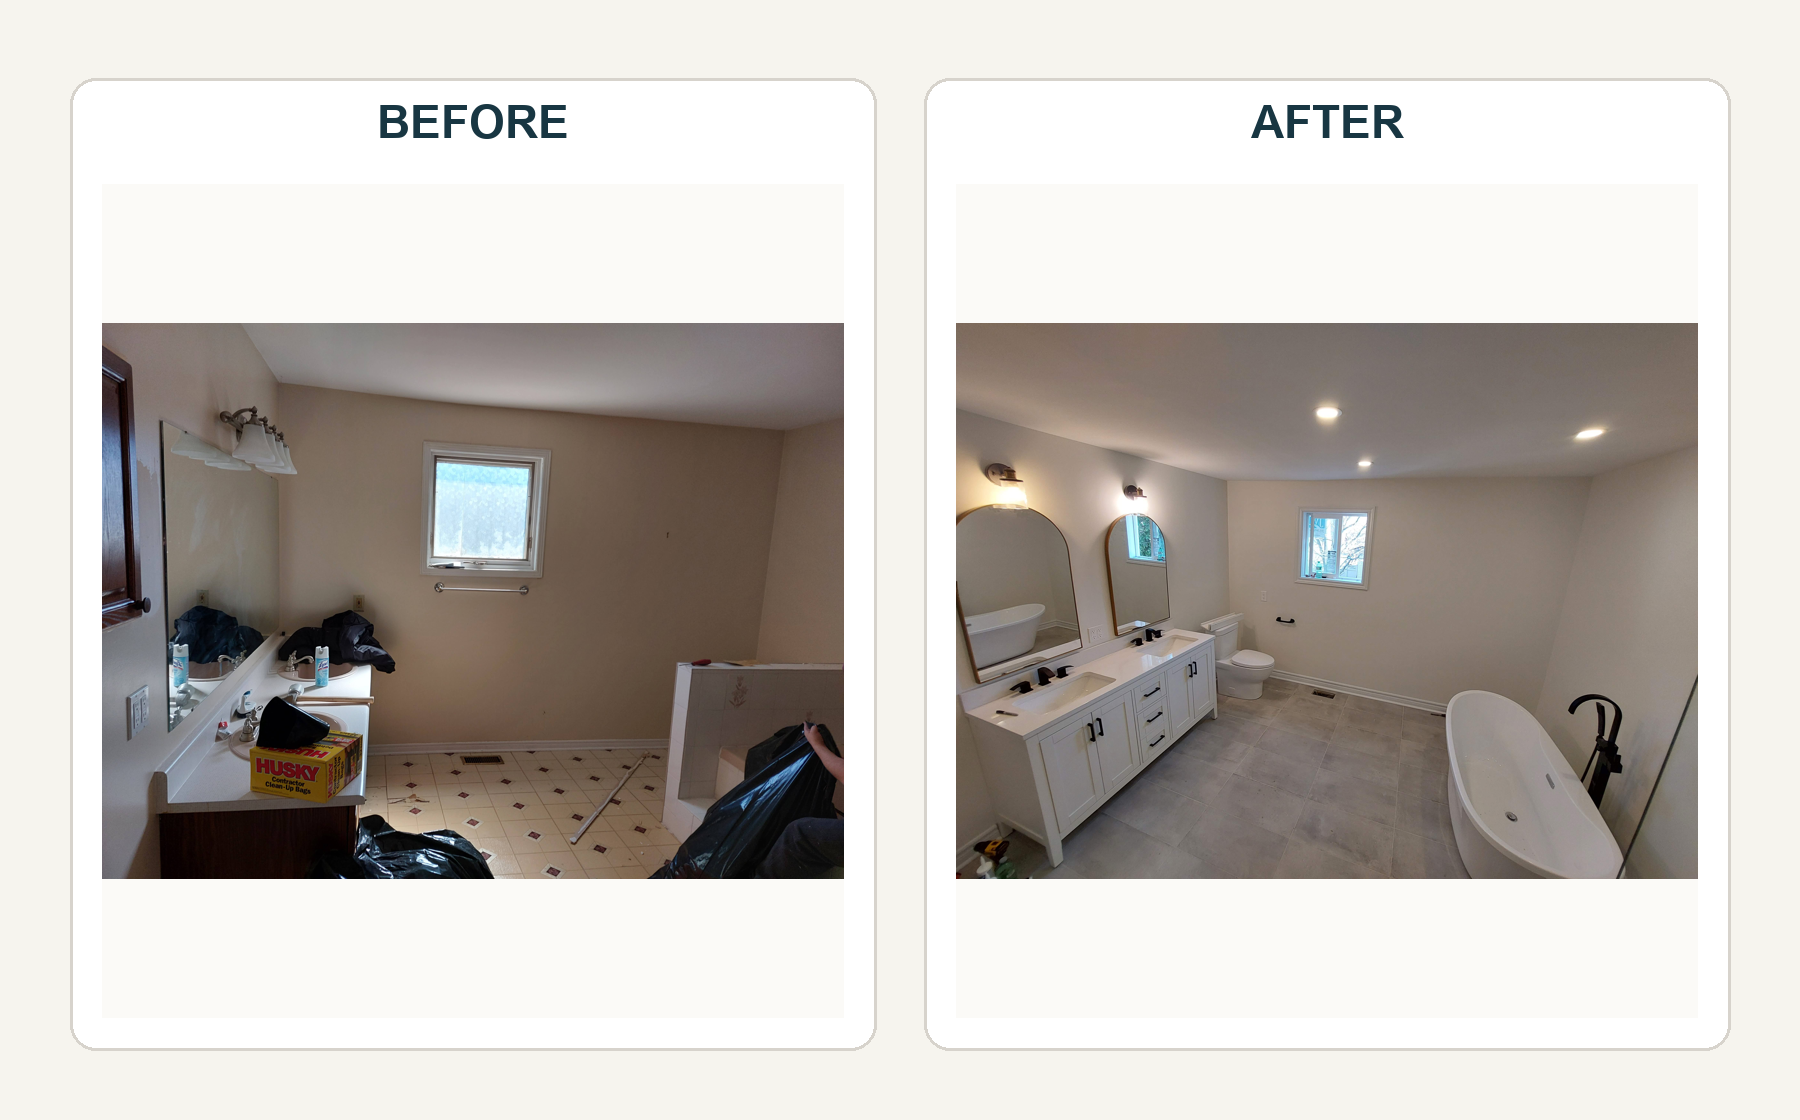 BEFORE
AFTER
HUSKY
Contractor
Clean-Up Bags